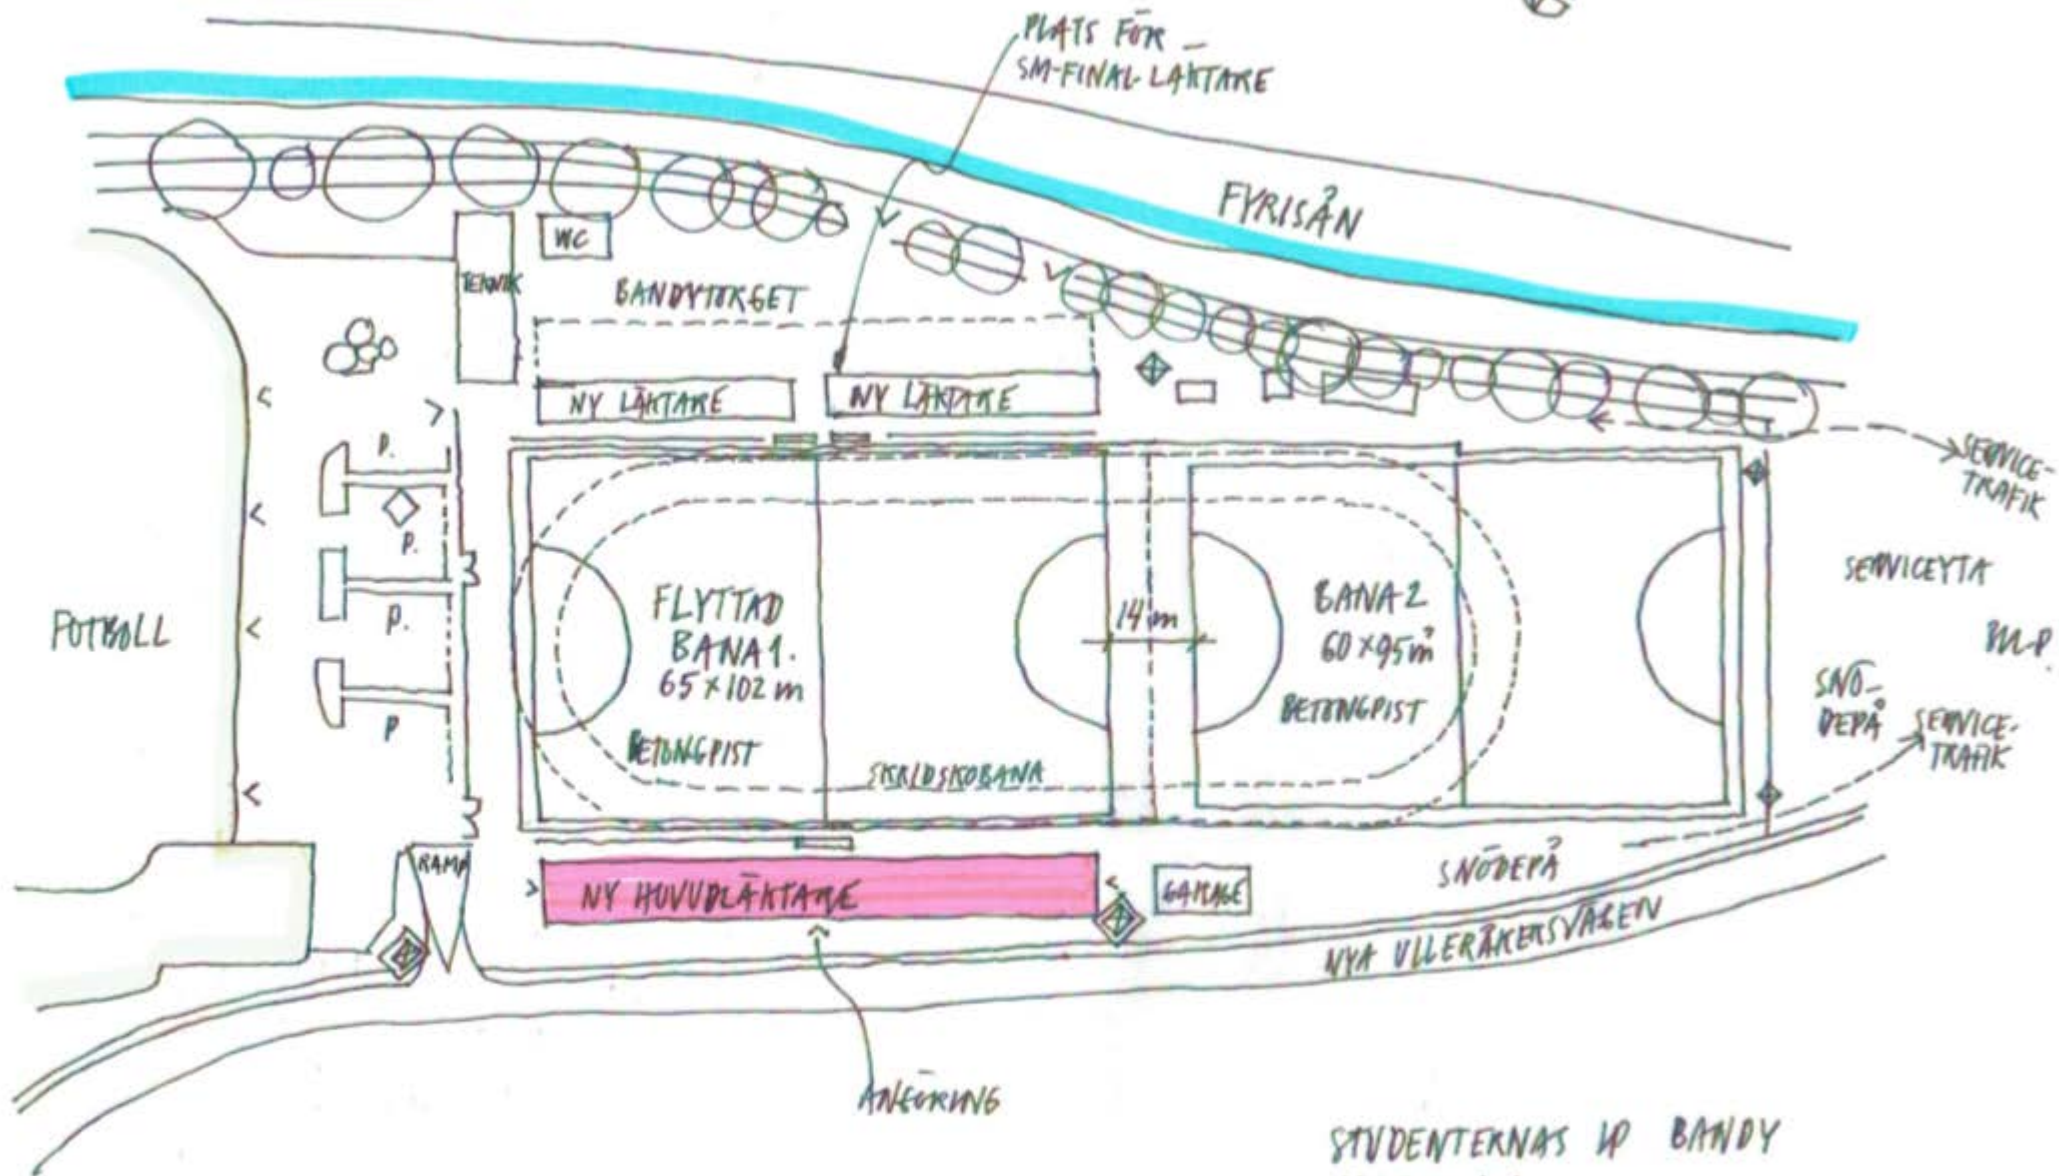 PLATS FÖR
SM-FINAL-LÄKTARE
FYRISÅN
WC
TEKNIK
BANDYTORGET
NY LÄKTARE
NY LÄKTARE
SERVICE-
TRAFIK
P.
P.
P.
P
FOTBOLL
FLYTTAD
BANA 1.
65 X 102 m
BETONGPIST
SKRIDSKOBANA
14 m
BANA 2
60 X 95 m
BETONGPIST
SERVICEYTA
SNÖ-
DEPÅ
SERVICE-
TRAFIK
RAMP
NY HUVUDLÄKTARE
GARAGE
SNÖDEPÅ
NYA ULLERÅKERSVÄGEN
ANGÖRING
STUDENTERNAS IP BANDY